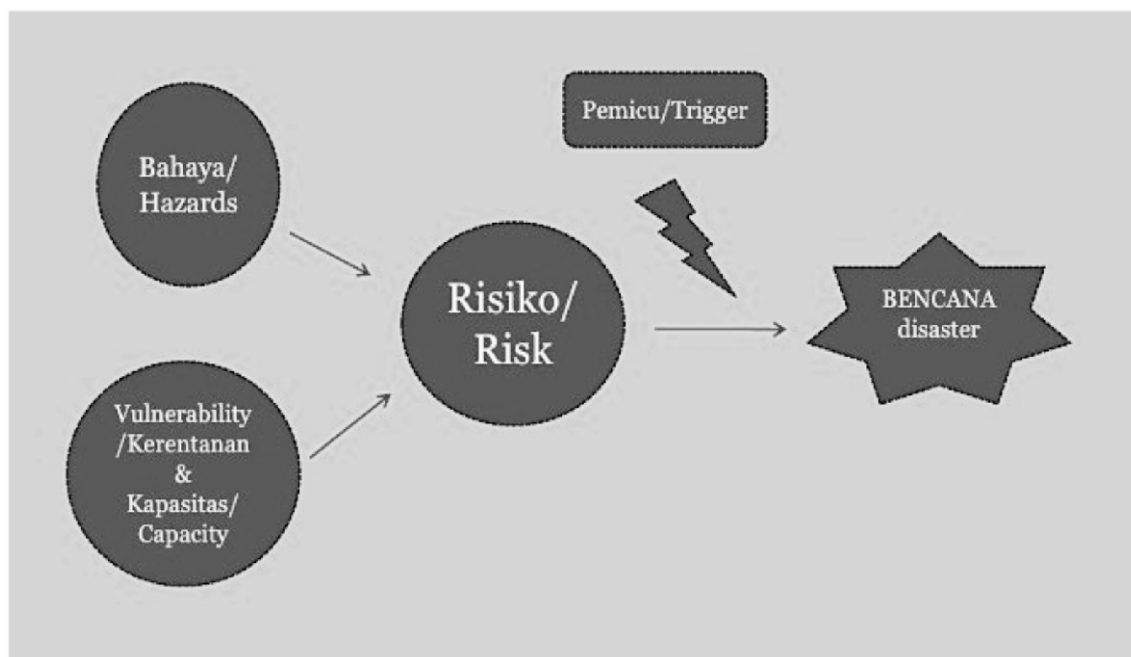 Pemicu/Trigger
Bahaya/
Hazards
Risiko/
Risk
BENCANA
disaster
Vulnerability
/Kerentanan
&
Kapasitas/
Capacity